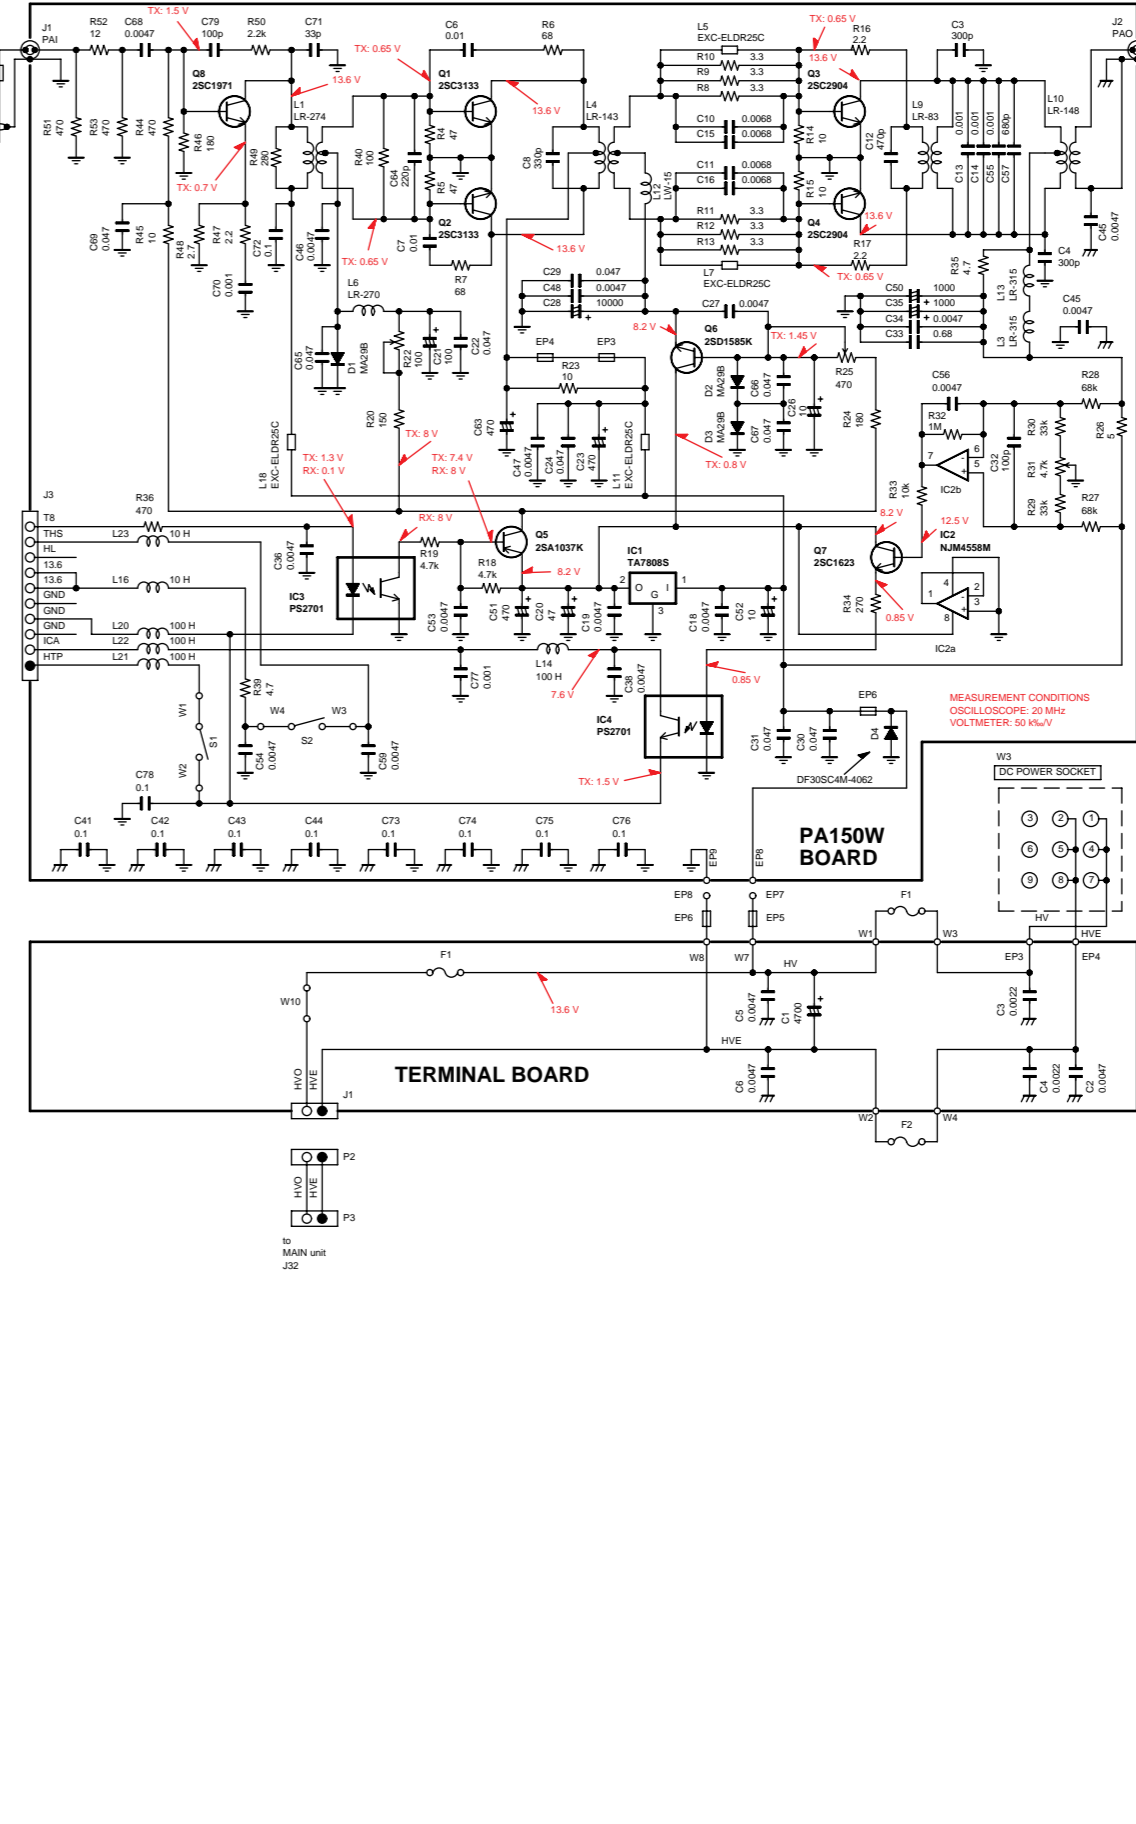 J1
PAI
R52
12
C68
0.0047
TX: 1.5 V
C79
100p
R50
2.2k
C71
33p
C6
0.01
R6
68
L5
EXC-ELDR25C
TX: 0.65 V
R16
2.2
C3
300p
J2
PAO
TX: 0.65 V
Q8
2SC1971
13.6 V
Q1
2SC3133
R10
3.3
R9
3.3
R8
3.3
13.6 V
Q3
2SC2904
L1
LR-274
13.6 V
L4
LR-143
L9
LR-83
L10
LR-148
R51
470
R53
470
R44
470
R46
180
R49
280
R40
100
C64
220p
R4
47
R5
47
C8
330p
C10
0.0068
C15
0.0068
C11
0.0068
C16
0.0068
L12
LW-15
R14
10
R15
10
C12
470p
C13
0.001
C14
0.001
C55
0.001
C57
680p
TX: 0.7 V
C69
0.047
R45
10
R48
2.7
R47
2.2
C72
0.1
C46
0.0047
TX: 0.65 V
C7
0.01
Q2
2SC3133
R7
68
13.6 V
R11
3.3
R12
3.3
R13
3.3
L7
EXC-ELDR25C
Q4
2SC2904
13.6 V
R17
2.2
TX: 0.65 V
C4
300p
C45
0.0047
C70
0.001
L6
LR-270
C29
0.047
C48
0.0047
C28
10000
C27
0.0047
R35
4.7
L13
LR-315
L3
LR-315
C50
1000
C35
1000
C34
0.0047
C33
0.68
C45
0.0047
C65
0.047
D1
MA29B
R22
100
C21
100
C22
0.047
EP4
EP3
R23
10
8.2 V
Q6
2SD1585K
TX: 1.45 V
D2
MA29B
C66
0.047
C26
10
R25
470
D3
MA29B
C67
0.047
R24
180
C56
0.0047
R28
68k
R20
150
TX: 8 V
C63
470
C47
0.0047
C24
0.047
C23
470
L11
EXC-ELDR25C
TX: 0.8 V
R32
1M
7
6
5
IC2b
C32
100p
R30
33k
R31
4.7k
R29
33k
R26
5
L18
EXC-ELDR25C
TX: 1.3 V
RX: 0.1 V
TX: 7.4 V
RX: 8 V
R33
10k
R27
68k
J3
T8
THS
HL
13.6
13.6
GND
GND
GND
ICA
HTP
R36
470
L23
10 H
L16
10 H
L20
100 H
L22
100 H
L21
100 H
C36
0.0047
IC3
PS2701
RX: 8 V
R19
4.7k
R18
4.7k
Q5
2SA1037K
8.2 V
C53
0.0047
C51
470
C20
47
C19
0.0047
IC1
TA7808S
2
O
G
I
1
3
C18
0.0047
C52
10
Q7
2SC1623
8.2 V
12.5 V
IC2
NJM4558M
R34
270
0.85 V
4
1
2
3
8
IC2a
C77
0.001
L14
100 H
7.6 V
C38
0.0047
0.85 V
W1
S1
W2
R39
4.7
W4
W3
S2
C54
0.0047
C59
0.0047
IC4
PS2701
TX: 1.5 V
C31
0.047
C30
0.047
EP6
D4
DF30SC4M-4062
MEASUREMENT CONDITIONS
OSCILLOSCOPE: 20 MHz
VOLTMETER: 50 k‰/V
C78
0.1
W3
DC POWER SOCKET
3
2
1
6
5
4
9
8
7
C41
0.1
C42
0.1
C43
0.1
C44
0.1
C73
0.1
C74
0.1
C75
0.1
C76
0.1
EP9
EP8
PA150W
BOARD
EP8
EP7
EP6
EP5
F1
HV
HVE
W1
W3
EP3
EP4
F1
W8
W7
HV
W10
13.6 V
C5
0.0047
C1
4700
C3
0.0022
HVE
TERMINAL BOARD
C6
0.0047
C4
0.0022
C2
0.0047
HVO
HVE
J1
W2
W4
F2
P2
HVO
HVE
P3
to
MAIN unit
J32